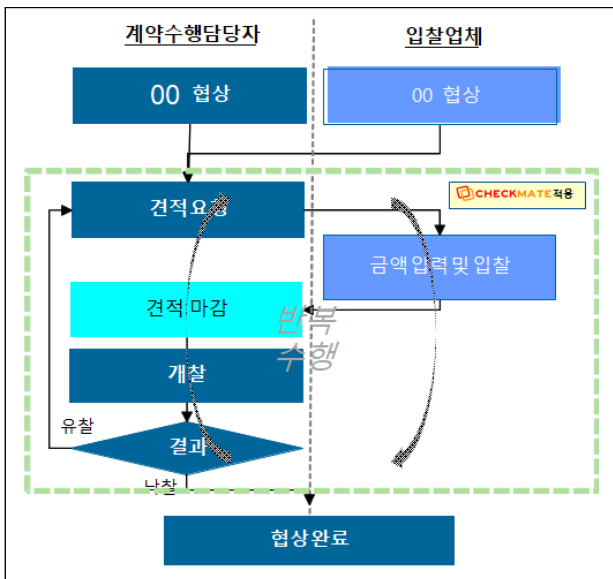 계약수행담당자
입찰업체
00 협상
00 협상
견적요청
CHECKMATE적용
금액 입력 및 입찰
견적 마감
반복
수행
개찰
유찰
결과
낙찰
협상완료